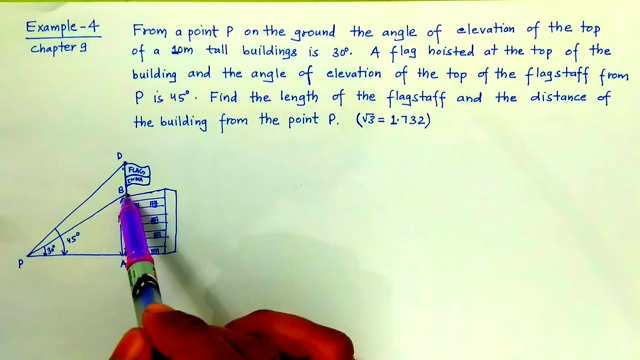 Example-4
Chapter 9
From a point P on the ground the angle of elevation of the top
of a 10m tall buildings is 30°. A flag hoisted at the top of the
building and the angle of elevation of the top of the flagstaff from
P is 45°. Find the length of the flagstaff and the distance of
the building from the point P. (√3 = 1.732)
D
FLAG
B
30°
45°
P
A